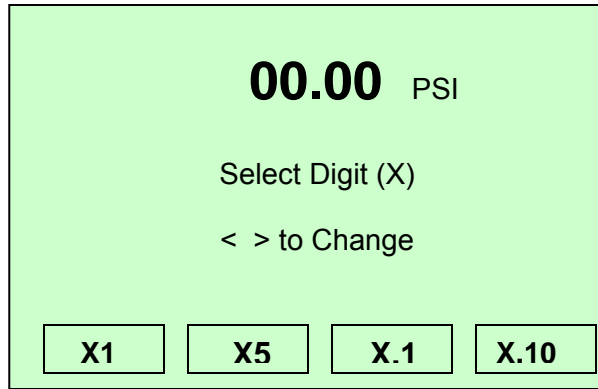 00.00 PSI
Select Digit (X)
< > to Change
X1 X5 X.1 X.10